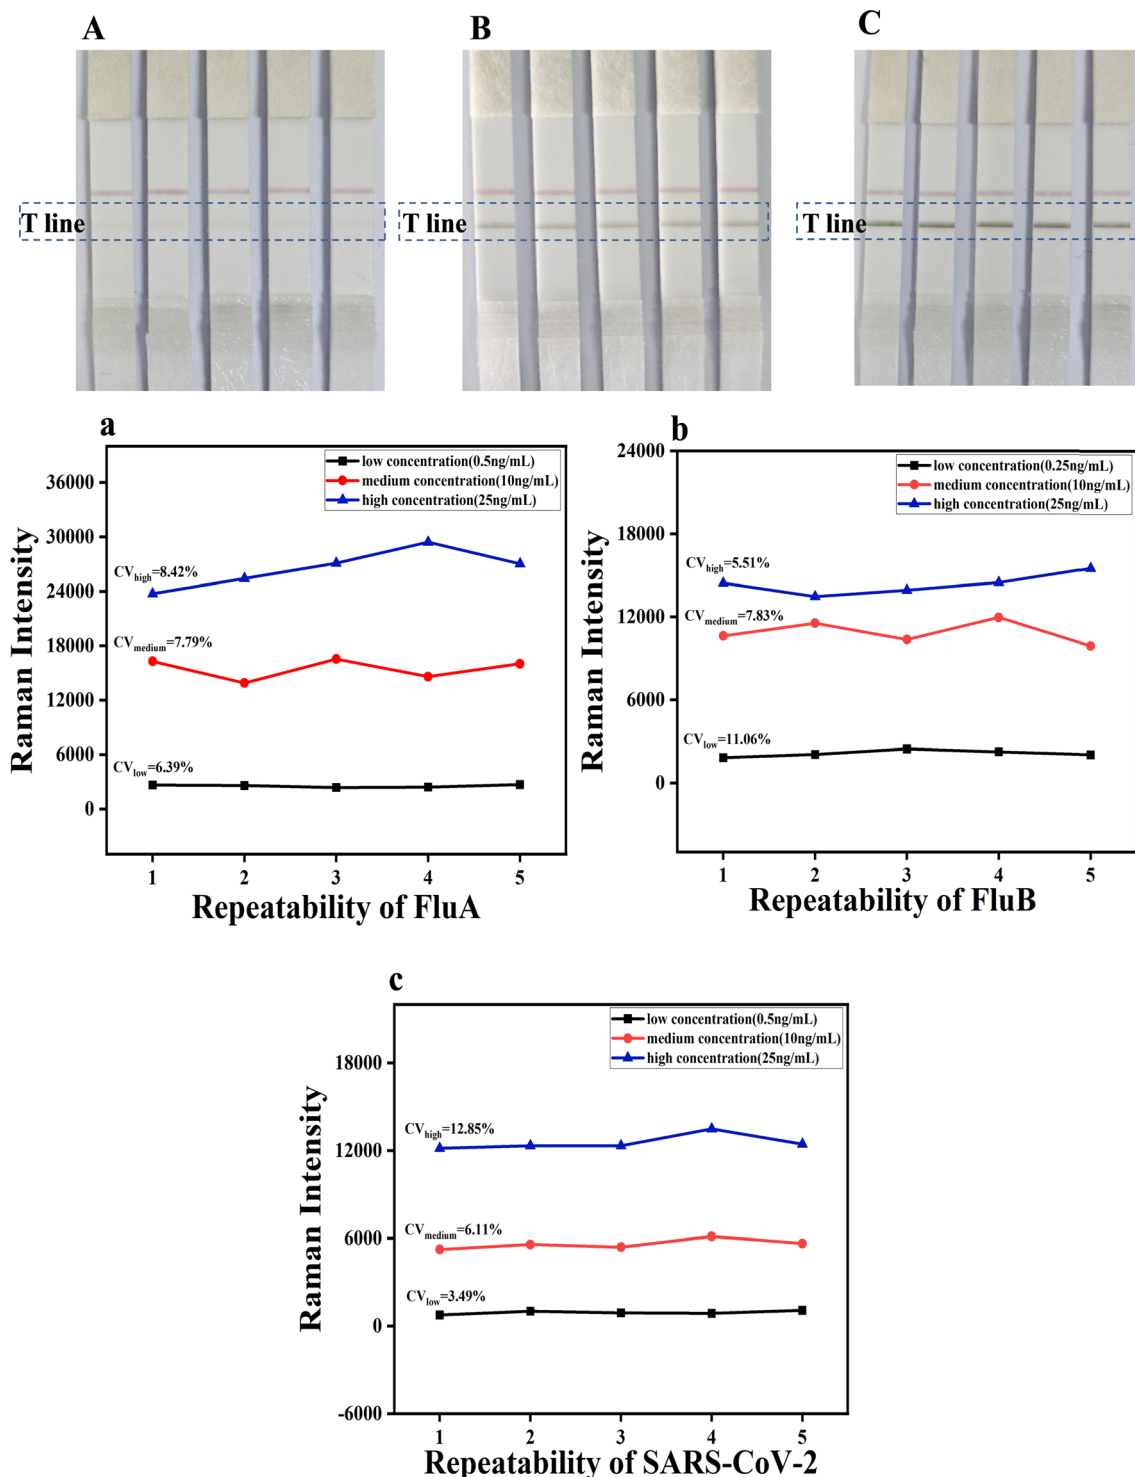 A
B
C
T line
T line
T line
a
36000
30000
24000
18000
12000
6000
0
Raman Intensity
low concentration(0.5ng/mL)
medium concentration(10ng/mL)
high concentration(25ng/mL)
CVhigh=8.42%
CVmedium=7.79%
CVlow=6.39%
1 2 3 4 5
Repeatability of FluA
b
24000
18000
12000
6000
0
Raman Intensity
low concentration(0.25ng/mL)
medium concentration(10ng/mL)
high concentration(25ng/mL)
CVhigh=5.51%
CVmedium=7.83%
CVlow=11.06%
1 2 3 4 5
Repeatability of FluB
c
18000
12000
6000
0
-6000
Raman Intensity
low concentration(0.5ng/mL)
medium concentration(10ng/mL)
high concentration(25ng/mL)
CVhigh=12.85%
CVmedium=6.11%
CVlow=3.49%
1 2 3 4 5
Repeatability of SARS-CoV-2